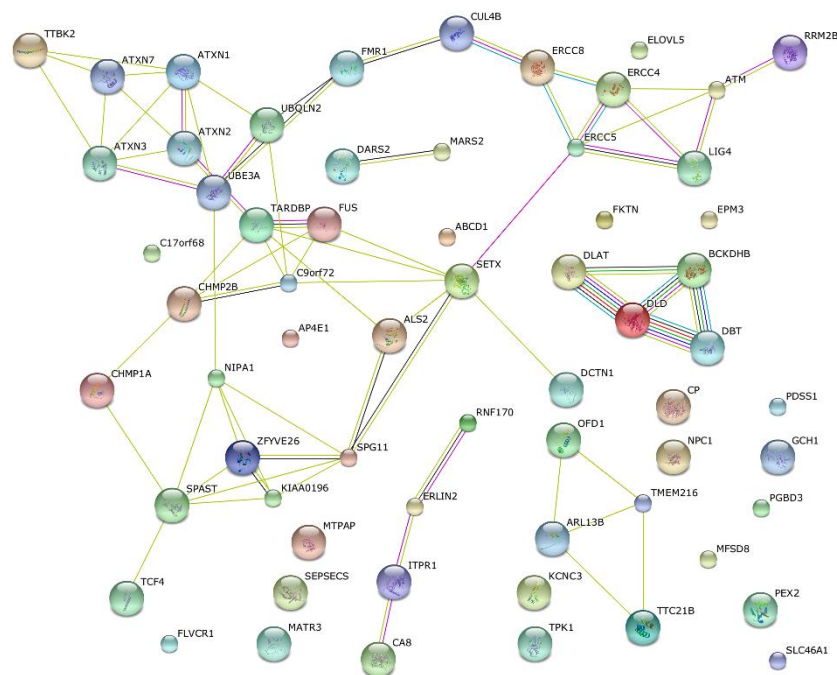 TTBK2
ATXN7
ATXN1
FMR1
CUL4B
ERCC8
ELOVL5
RRM2B
ERCC4
ATM
UBQLN2
ATXN3
ATXN2
DARS2
MARS2
ERCC5
LIG4
UBE3A
TARDBP
FUS
ABCD1
FKTN
EPM3
C17orf68
C9orf72
SETX
DLAT
BCKDHB
CHMP2B
DLD
AP4E1
ALS2
DBT
CHMP1A
NIPA1
DCTN1
CP
PDSS1
RNF170
OFD1
ZFYVE26
SPG11
NPC1
GCH1
SPAST
KIAA0196
ERLIN2
TMEM216
PGBD3
MTPAP
ARL13B
TCF4
SEPSECS
ITPR1
KCNC3
MFSD8
PEX2
FLVCR1
MATR3
CA8
TPK1
TTC21B
SLC46A1